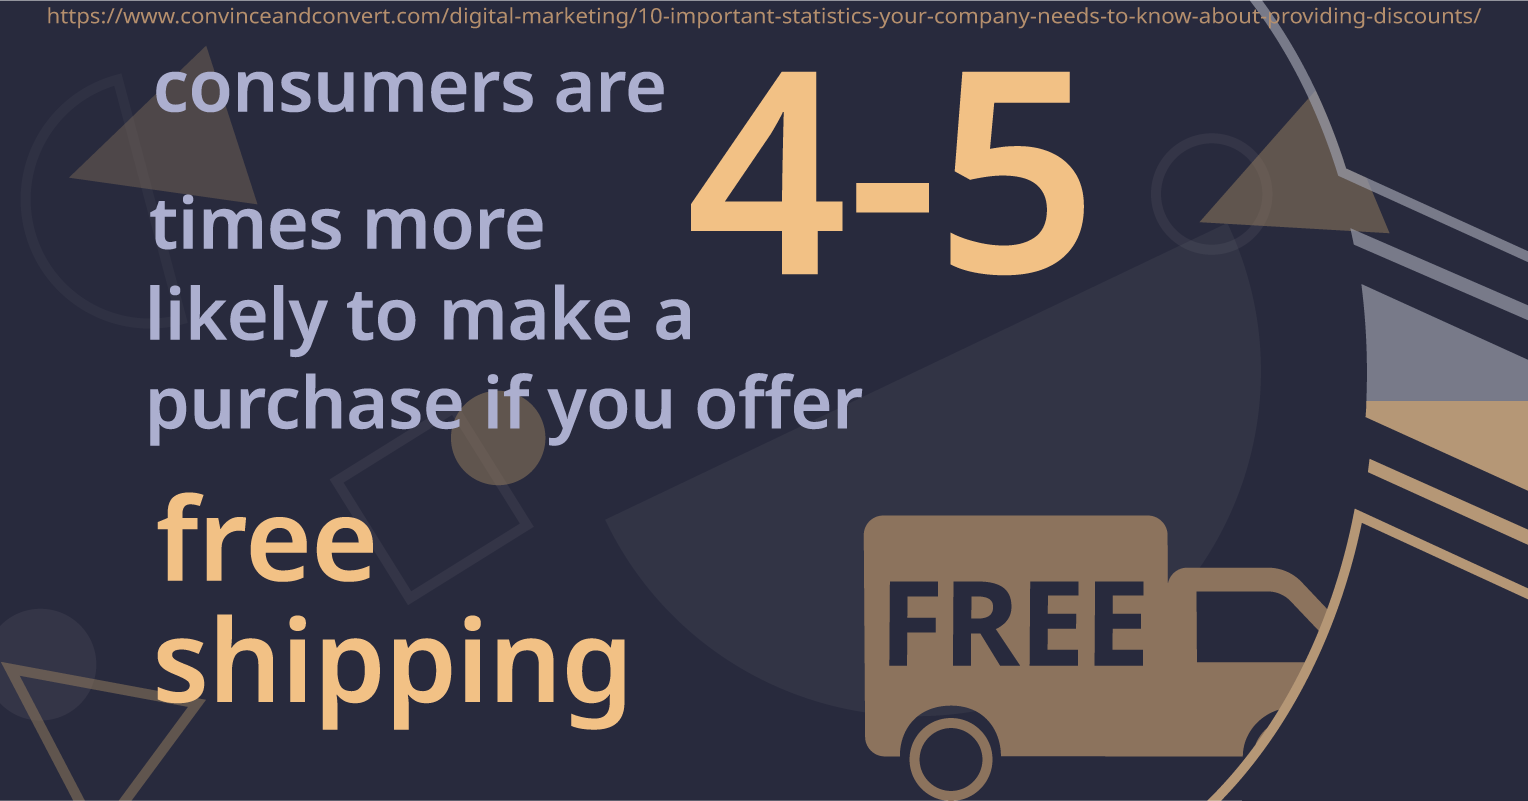 https://www.convinceandconvert.com/digital-marketing/10-important-statistics-your-company-needs-to-know-about-providing-discounts/
consumers are
4-5
times more
likely to make a
purchase if you offer
free
shipping
FREE